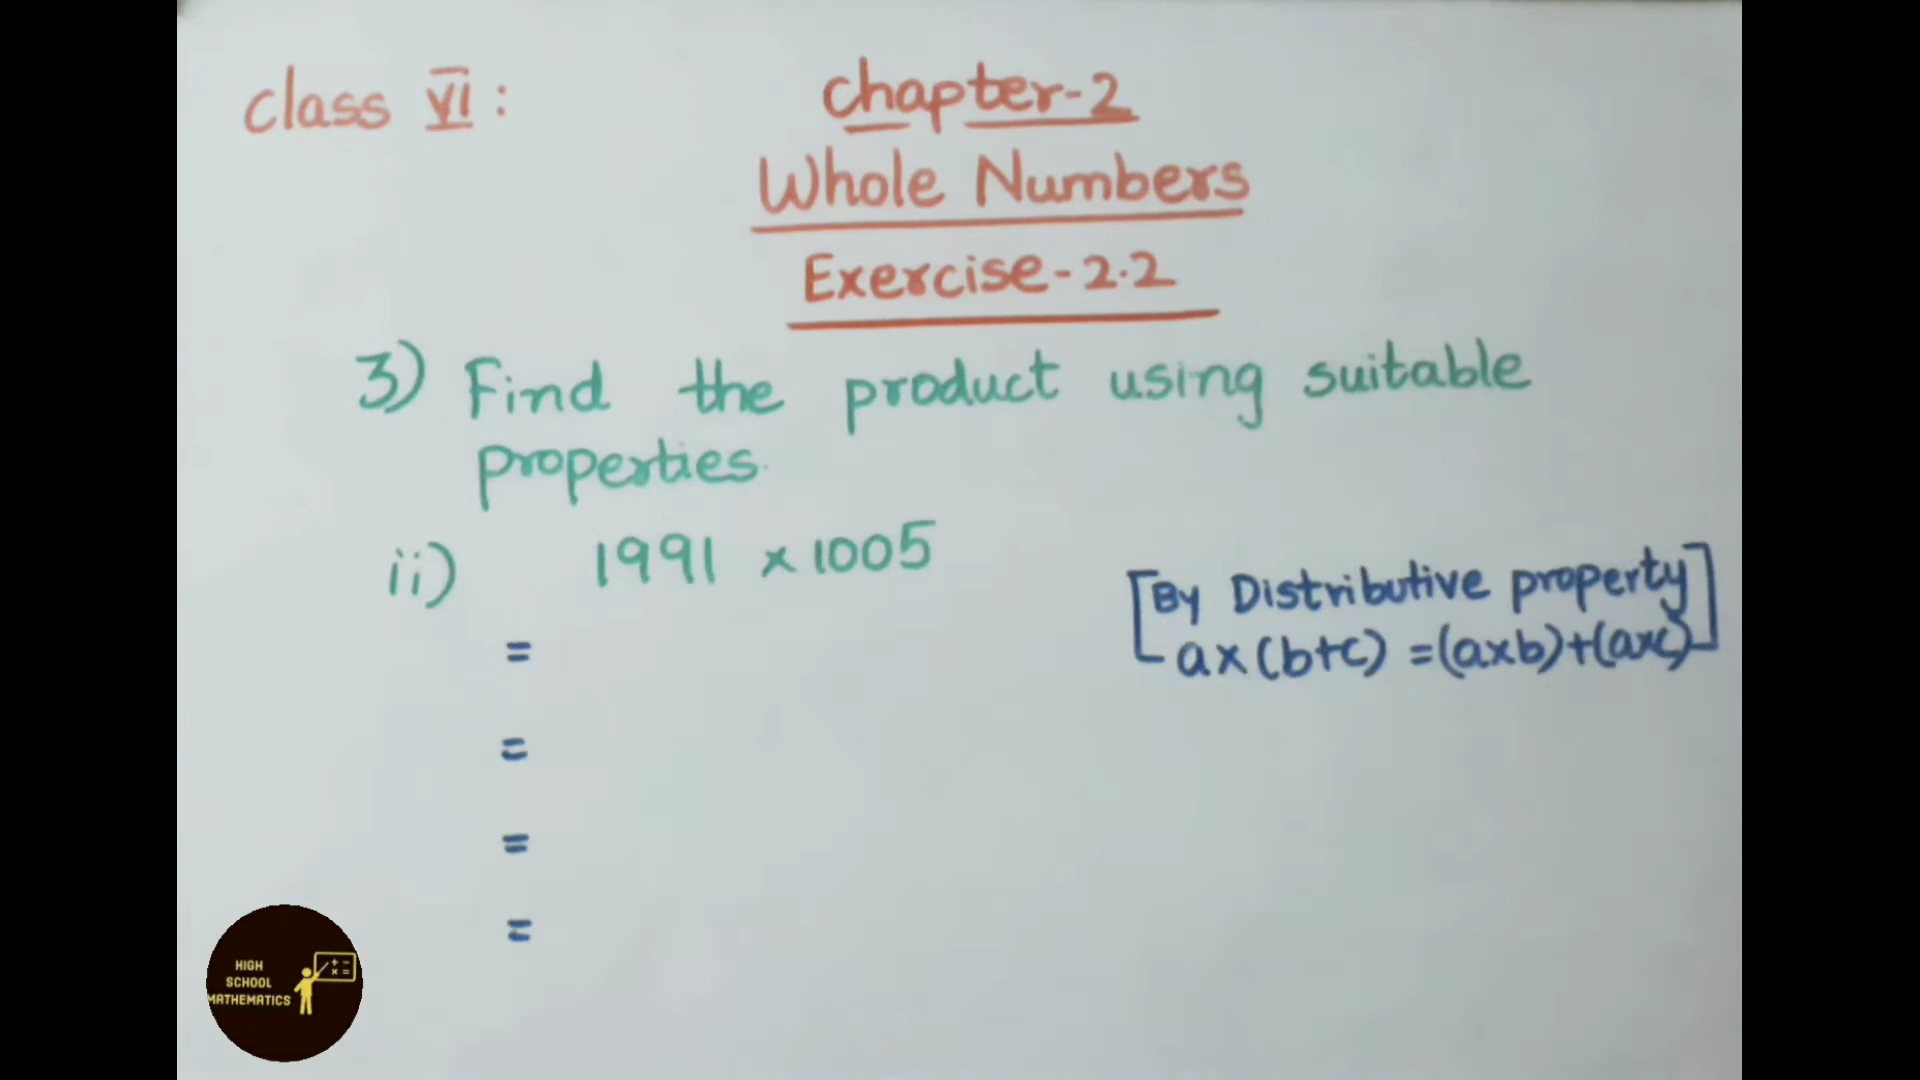 Class VI :
Chapter-2
Whole Numbers
Exercise-2.2
3) Find the product using suitable
properties.
ii) 1991 × 1005
[By Distributive property
a×(b+c) =(a×b)+(a×c)]
=
=
=
=
HIGH
SCHOOL
MATHEMATICS